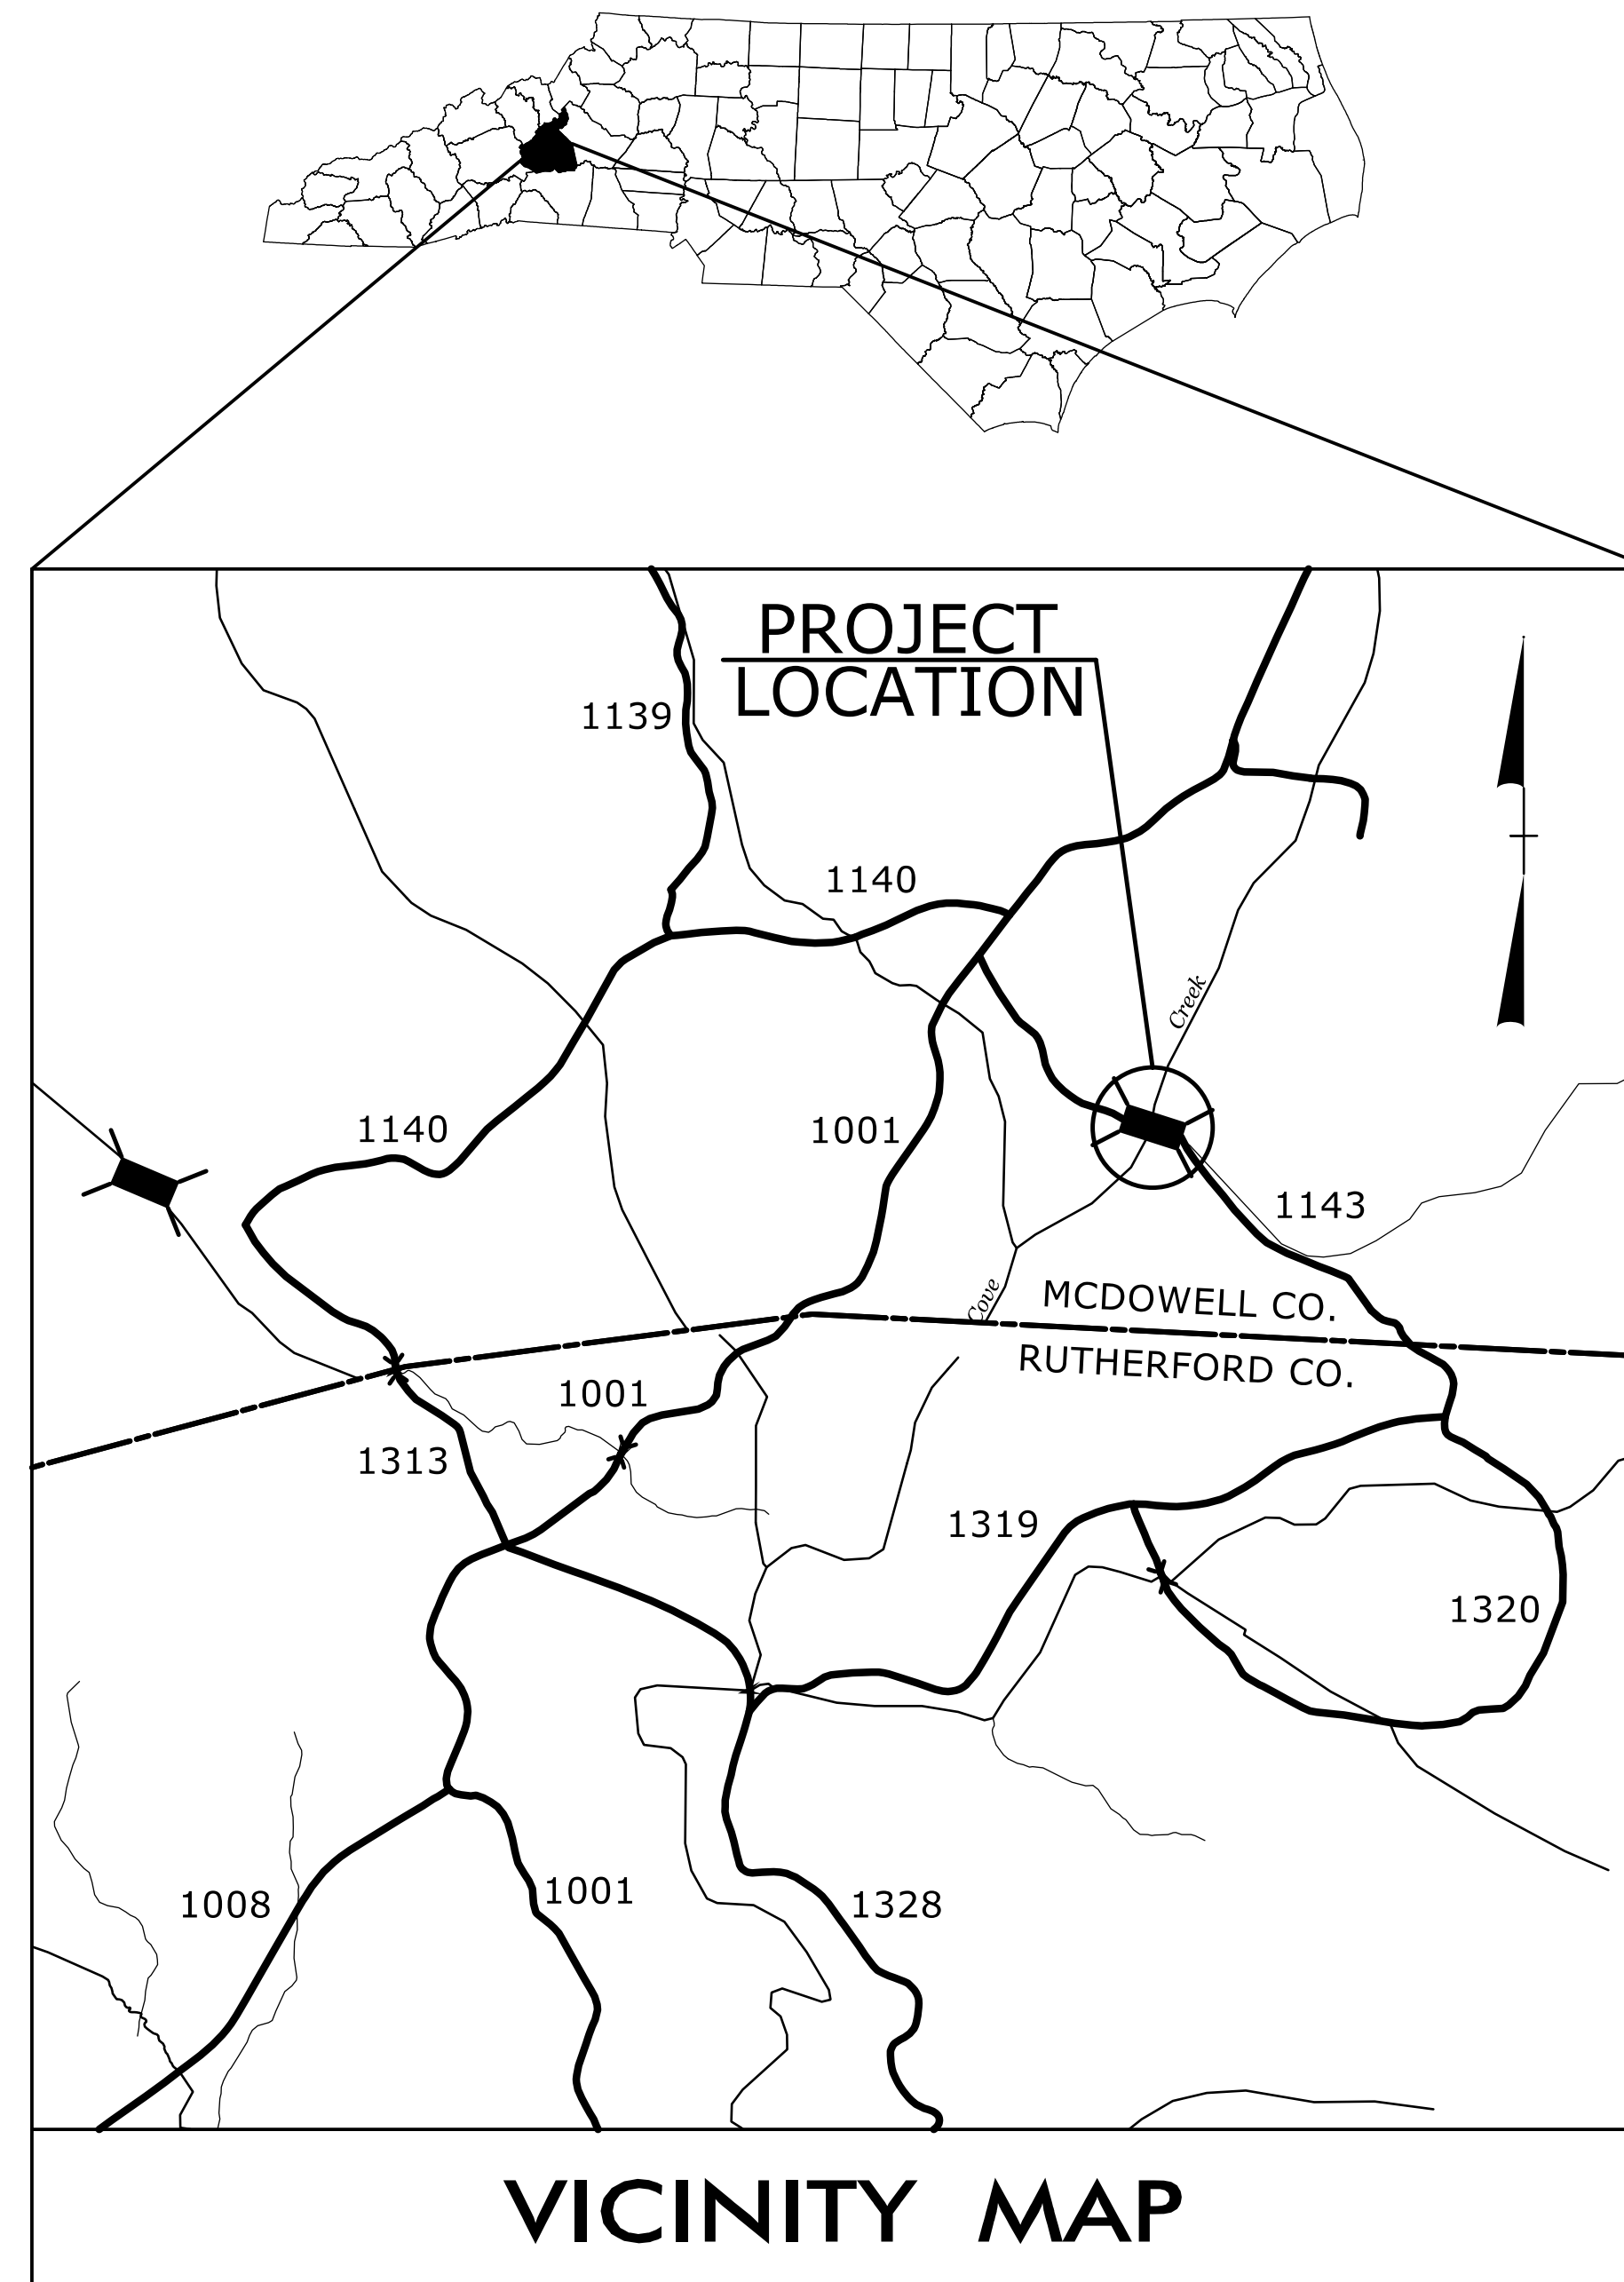 PROJECT
LOCATION
1139
1140
Creek
1140
1001
1143
Cove
MCDOWELL CO.
RUTHERFORD CO.
1001
1313
1319
1320
1008
1001
1328
VICINITY MAP